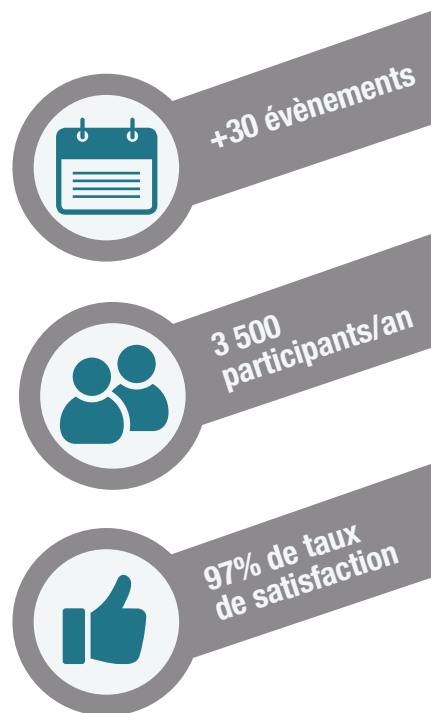 +30 évènements
3 500
participants/an
97% de taux
de satisfaction